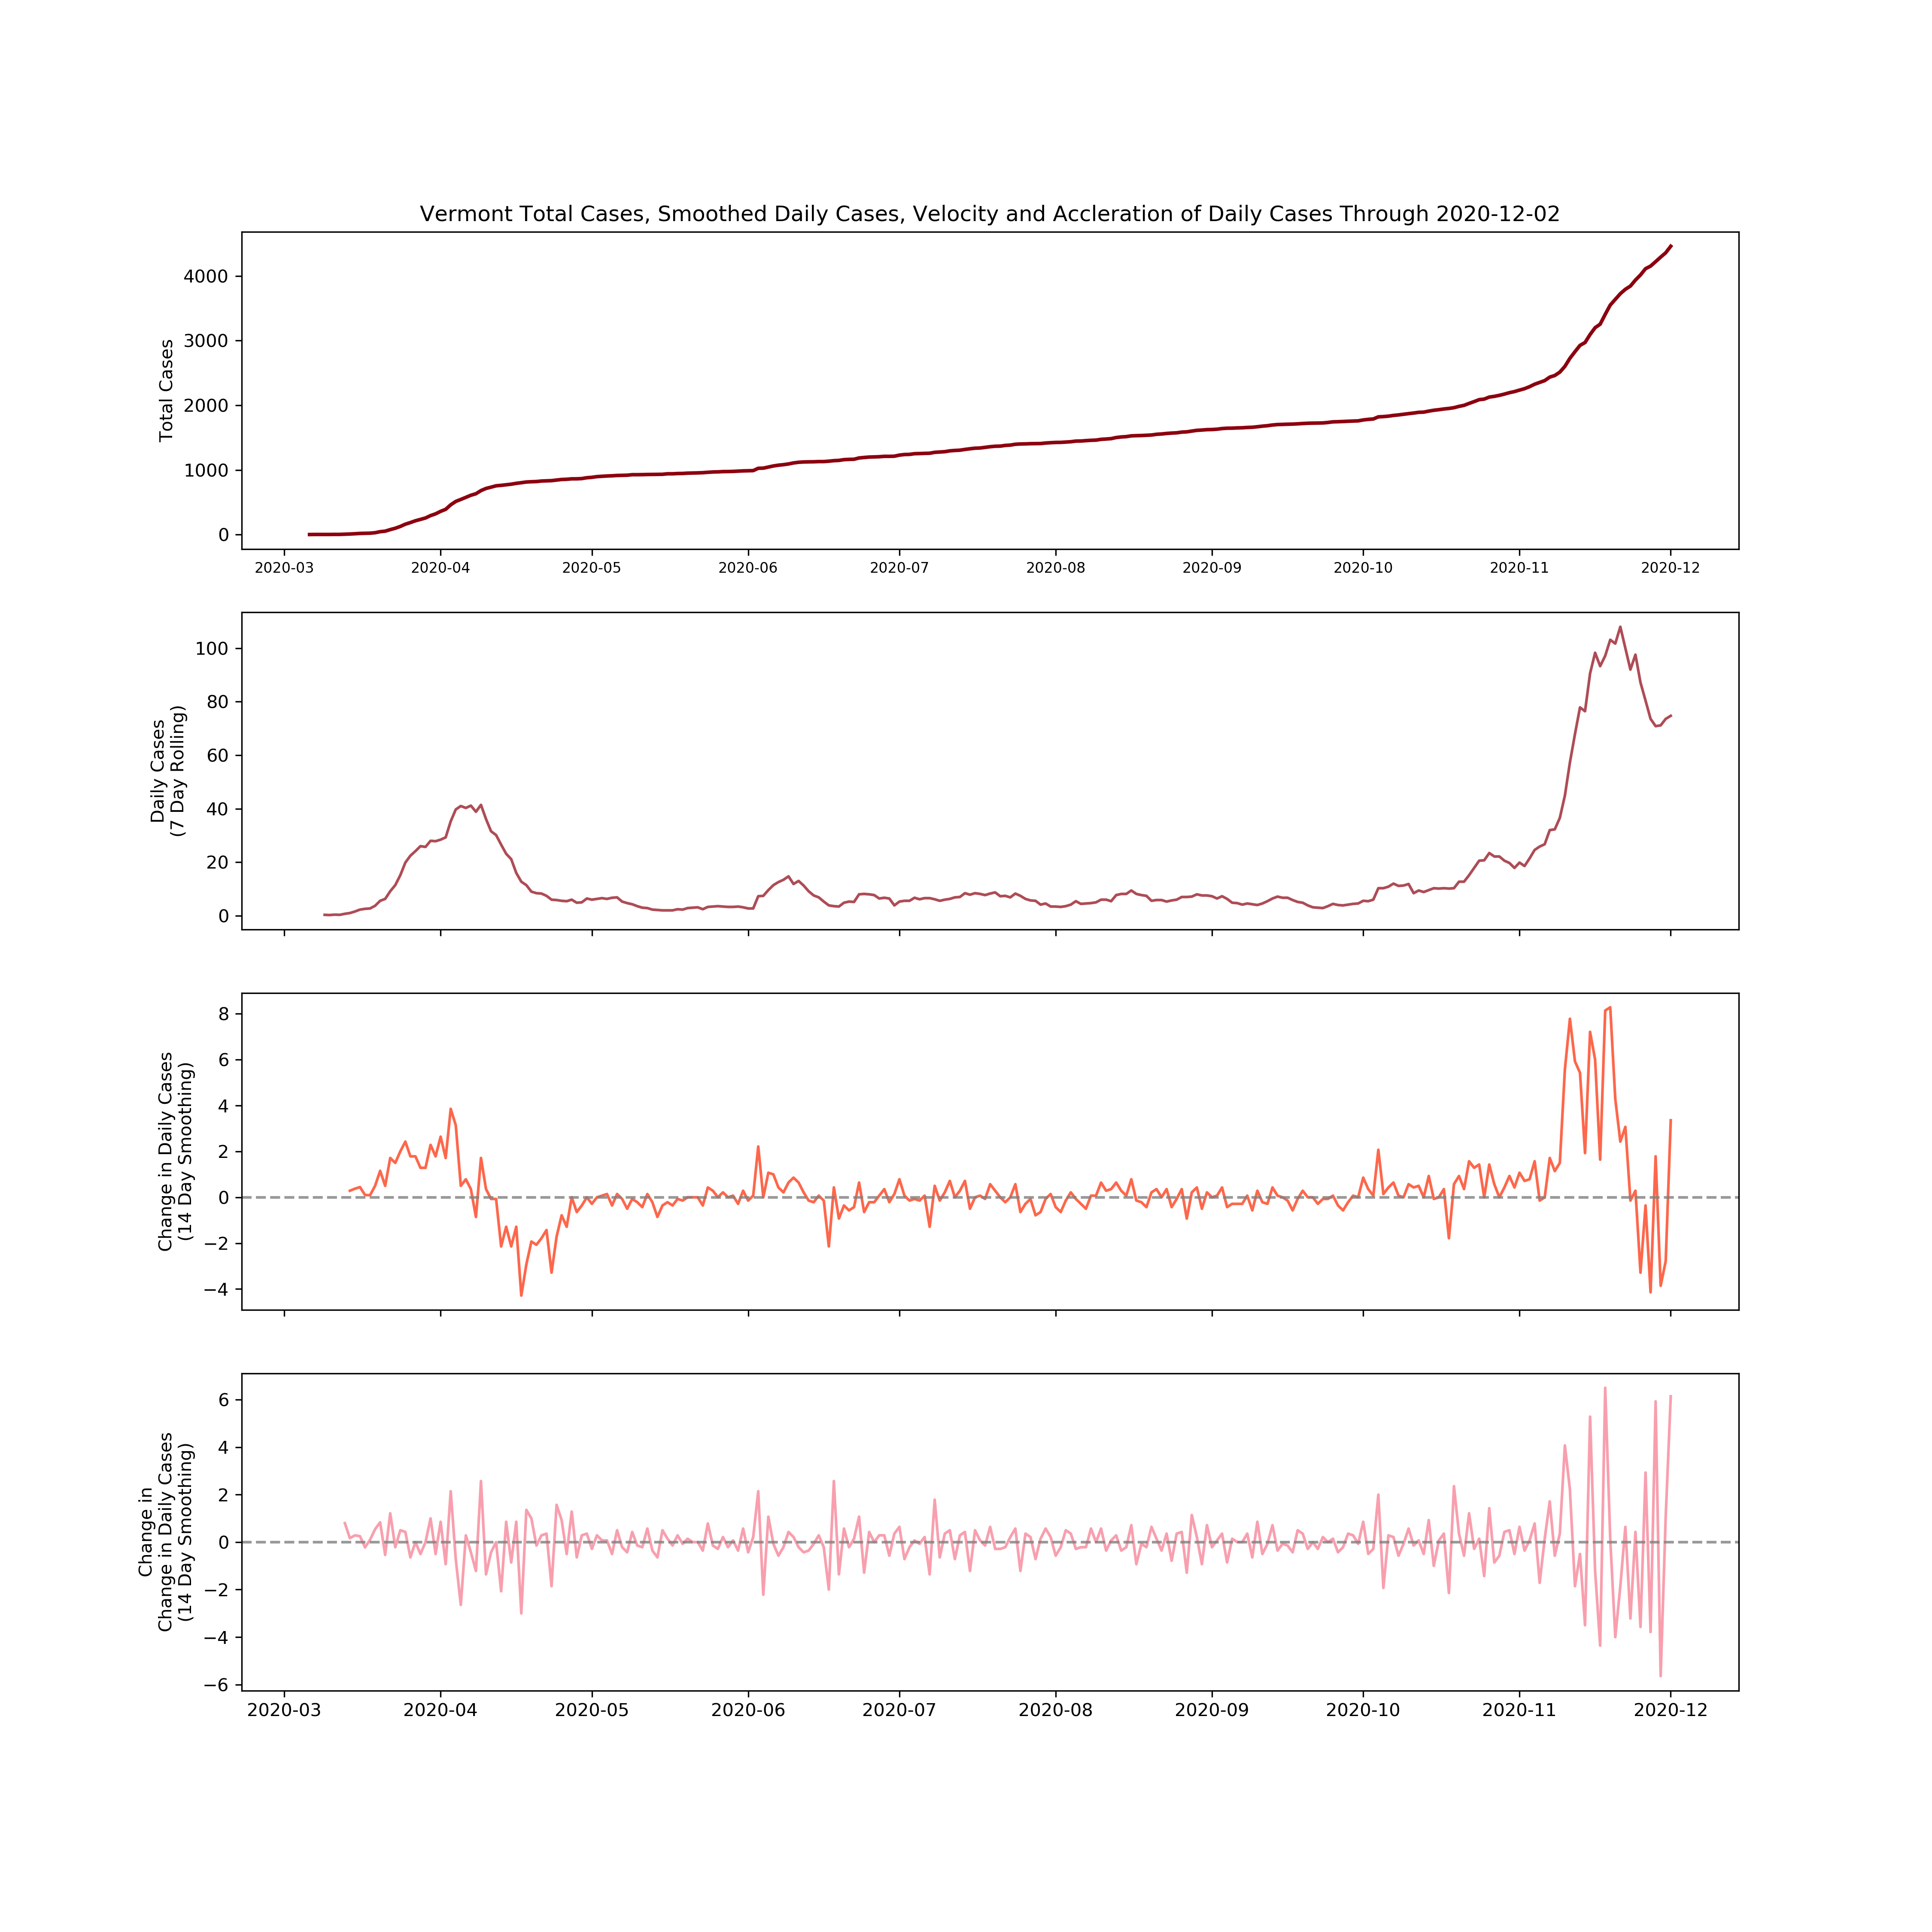 Vermont Total Cases, Smoothed Daily Cases, Velocity and Accleration of Daily Cases Through 2020-12-02
Total Cases
4000
3000
2000
1000
0
2020-03 2020-04 2020-05 2020-06 2020-07 2020-08 2020-09 2020-10 2020-11 2020-12
Daily Cases
(7 Day Rolling)
100
80
60
40
20
0
Change in Daily Cases
(14 Day Smoothing)
8
6
4
2
0
−2
−4
Change in
Change in Daily Cases
(14 Day Smoothing)
6
4
2
0
−2
−4
−6
2020-03 2020-04 2020-05 2020-06 2020-07 2020-08 2020-09 2020-10 2020-11 2020-12